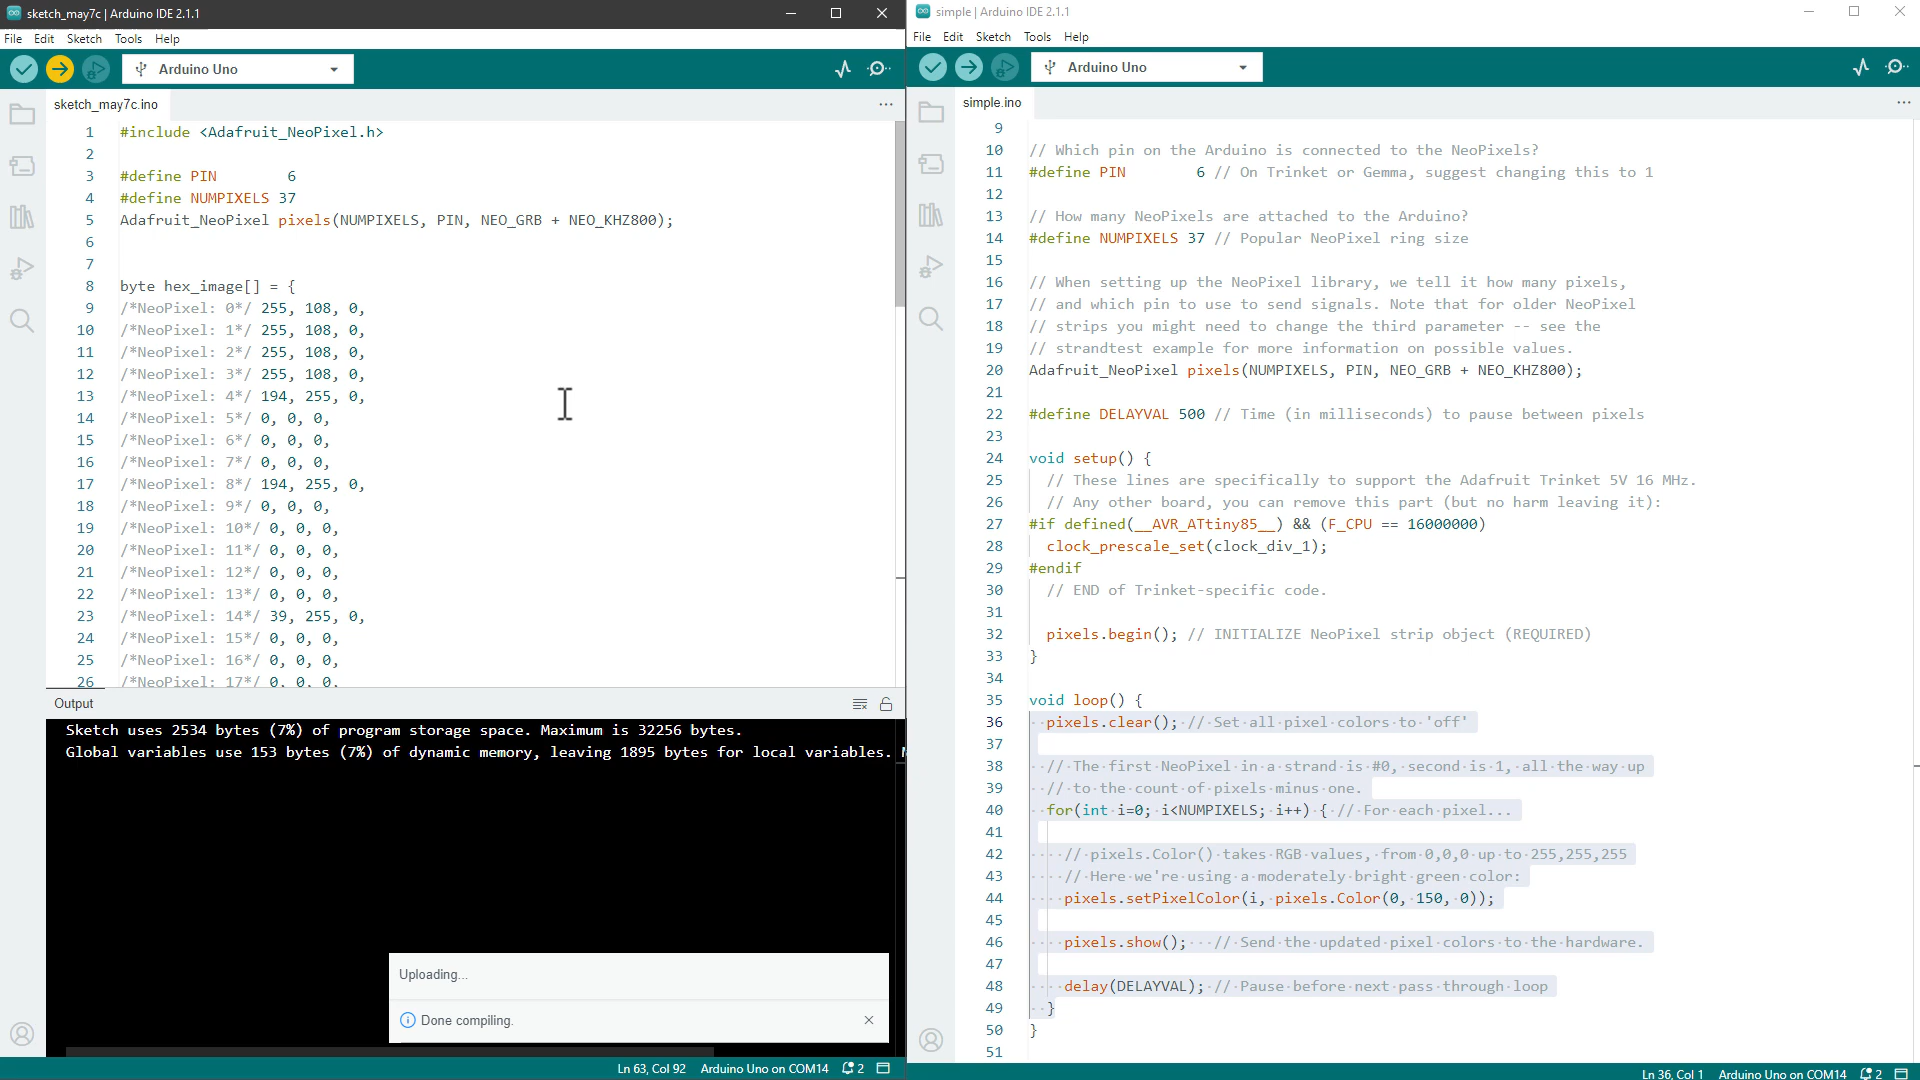 sketch_may7c | Arduino IDE 2.1.1
File Edit Sketch Tools Help
Arduino Uno
sketch_may7c.ino
1 #include <Adafruit_NeoPixel.h>
2
3 #define PIN 6
4 #define NUMPIXELS 37
5 Adafruit_NeoPixel pixels(NUMPIXELS, PIN, NEO_GRB + NEO_KHZ800);
6
7
8 byte hex_image[] = {
9 /*NeoPixel: 0*/ 255, 108, 0,
10 /*NeoPixel: 1*/ 255, 108, 0,
11 /*NeoPixel: 2*/ 255, 108, 0,
12 /*NeoPixel: 3*/ 255, 108, 0,
13 /*NeoPixel: 4*/ 194, 255, 0,
14 /*NeoPixel: 5*/ 0, 0, 0,
15 /*NeoPixel: 6*/ 0, 0, 0,
16 /*NeoPixel: 7*/ 0, 0, 0,
17 /*NeoPixel: 8*/ 194, 255, 0,
18 /*NeoPixel: 9*/ 0, 0, 0,
19 /*NeoPixel: 10*/ 0, 0, 0,
20 /*NeoPixel: 11*/ 0, 0, 0,
21 /*NeoPixel: 12*/ 0, 0, 0,
22 /*NeoPixel: 13*/ 0, 0, 0,
23 /*NeoPixel: 14*/ 39, 255, 0,
24 /*NeoPixel: 15*/ 0, 0, 0,
25 /*NeoPixel: 16*/ 0, 0, 0,
26 /*NeoPixel: 17*/ 0, 0, 0,
Output
Sketch uses 2534 bytes (7%) of program storage space. Maximum is 32256 bytes.
Global variables use 153 bytes (7%) of dynamic memory, leaving 1895 bytes for local variables.
Uploading...
Done compiling.
Ln 63, Col 92 Arduino Uno on COM14 2
simple | Arduino IDE 2.1.1
File Edit Sketch Tools Help
Arduino Uno
simple.ino
9
10 // Which pin on the Arduino is connected to the NeoPixels?
11 #define PIN 6 // On Trinket or Gemma, suggest changing this to 1
12
13 // How many NeoPixels are attached to the Arduino?
14 #define NUMPIXELS 37 // Popular NeoPixel ring size
15
16 // When setting up the NeoPixel library, we tell it how many pixels,
17 // and which pin to use to send signals. Note that for older NeoPixel
18 // strips you might need to change the third parameter -- see the
19 // strandtest example for more information on possible values.
20 Adafruit_NeoPixel pixels(NUMPIXELS, PIN, NEO_GRB + NEO_KHZ800);
21
22 #define DELAYVAL 500 // Time (in milliseconds) to pause between pixels
23
24 void setup() {
25 // These lines are specifically to support the Adafruit Trinket 5V 16 MHz.
26 // Any other board, you can remove this part (but no harm leaving it):
27 #if defined(__AVR_ATtiny85__) && (F_CPU == 16000000)
28 clock_prescale_set(clock_div_1);
29 #endif
30 // END of Trinket-specific code.
31
32 pixels.begin(); // INITIALIZE NeoPixel strip object (REQUIRED)
33 }
34
35 void loop() {
36 pixels.clear(); // Set all pixel colors to 'off'
37
38 // The first NeoPixel in a strand is #0, second is 1, all the way up
39 // to the count of pixels minus one.
40 for(int i=0; i<NUMPIXELS; i++) { // For each pixel...
41
42 // pixels.Color() takes RGB values, from 0,0,0 up to 255,255,255
43 // Here we're using a moderately bright green color:
44 pixels.setPixelColor(i, pixels.Color(0, 150, 0));
45
46 pixels.show(); // Send the updated pixel colors to the hardware.
47
48 delay(DELAYVAL); // Pause before next pass through loop
49 }
50 }
51
Ln 36, Col 1 Arduino Uno on COM14 2